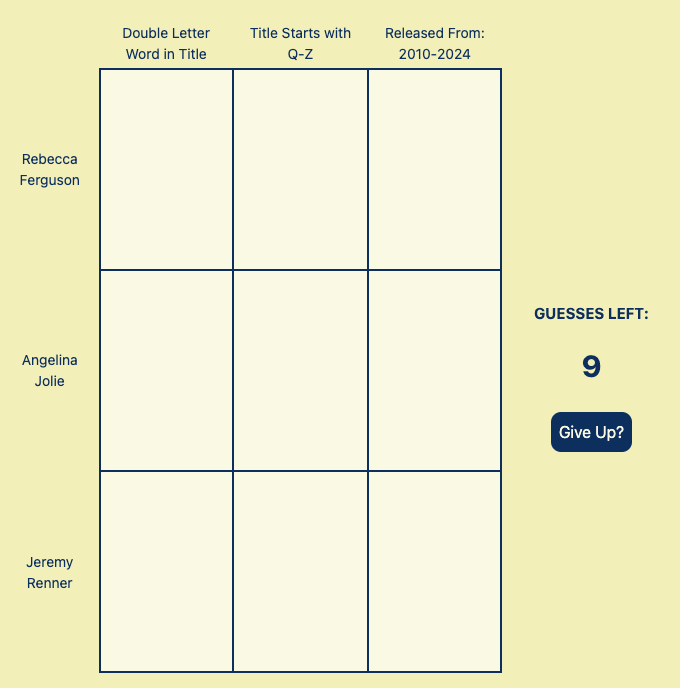 Double Letter
Word in Title
Title Starts with
Q-Z
Released From:
2010-2024
Rebecca
Ferguson
Angelina
Jolie
Jeremy
Renner
GUESSES LEFT:
9
Give Up?